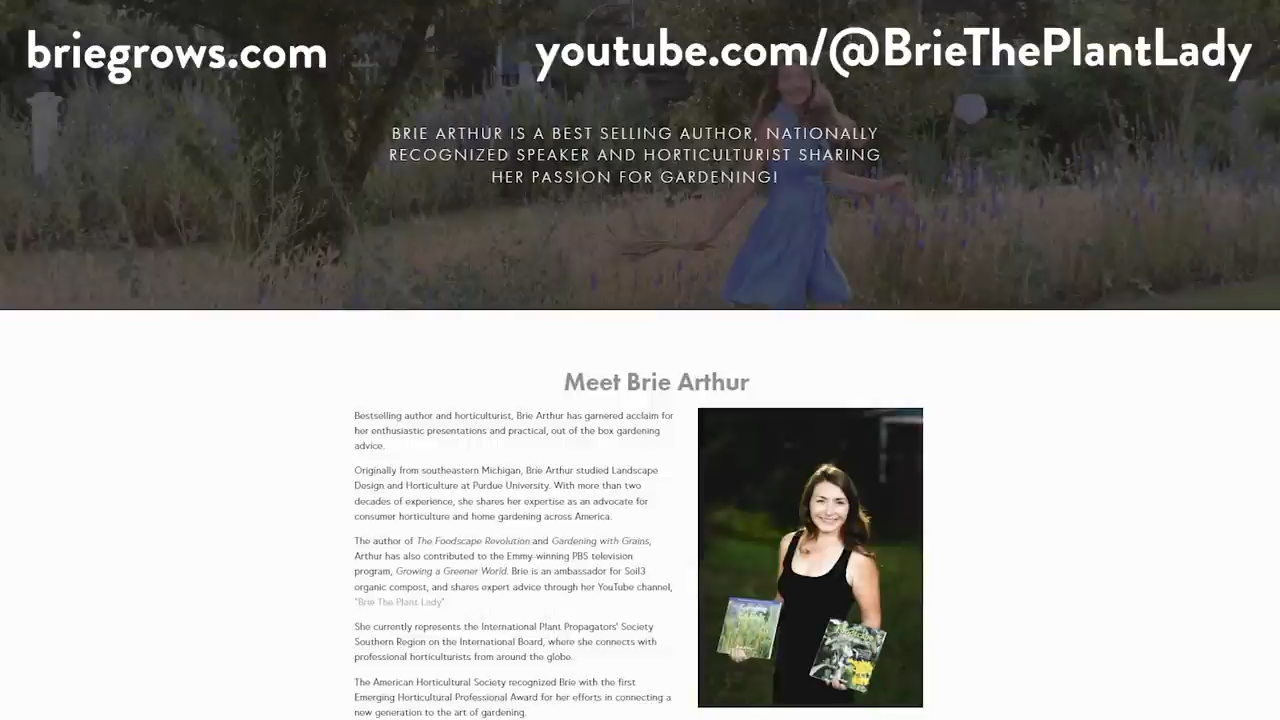 briegrows.com
youtube.com/@BrieThePlantLady
BRIE ARTHUR IS A BEST SELLING AUTHOR, NATIONALLY
RECOGNIZED SPEAKER AND HORTICULTURIST SHARING
HER PASSION FOR GARDENING!
Meet Brie Arthur
Bestselling author and horticulturist, Brie Arthur has garnered acclaim for
her enthusiastic presentations and practical, out of the box gardening
advice.
Originally from southeastern Michigan, Brie Arthur studied Landscape
Design and Horticulture at Purdue University. With more than two
decades of experience, she shares her expertise as an advocate for
consumer horticulture and home gardening across America.
The author of The Foodscape Revolution and Gardening with Grains,
Arthur has also contributed to the Emmy-winning PBS television
program, Growing a Greener World. Brie is an ambassador for Soil3
organic compost, and shares expert advice through her YouTube channel,
"Brie The Plant Lady"
She currently represents the International Plant Propagators' Society
Southern Region on the International Board, where she connects with
professional horticulturists from around the globe.
The American Horticultural Society recognized Brie with the first
Emerging Horticultural Professional Award for her efforts in connecting a
new generation to the art of gardening.